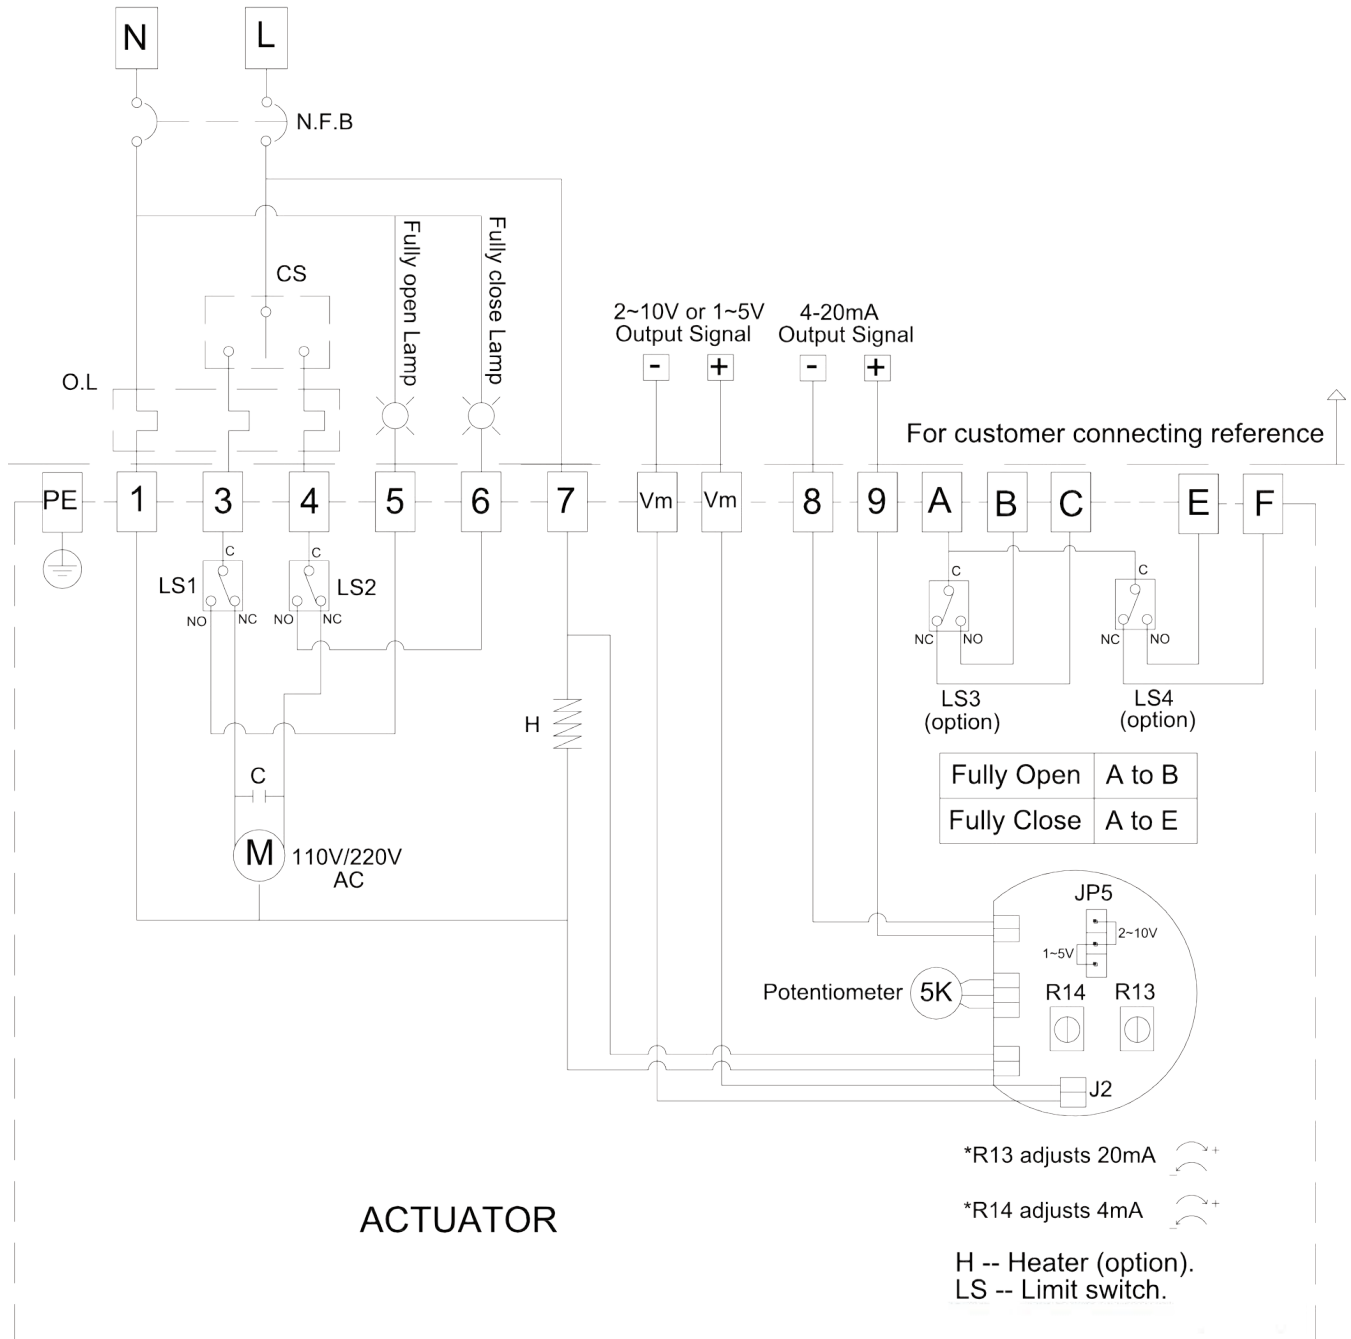 N
L
N.F.B
CS
Fully open Lamp
Fully close Lamp
O.L
2~10V or 1~5V
Output Signal
4-20mA
Output Signal
-
+
-
+
For customer connecting reference
PE
1
3
4
5
6
7
Vm
Vm
8
9
A
B
C
E
F
C
LS1
NO
NC
C
LS2
NO
NC
C
NC
NO
LS3
(option)
C
NC
NO
LS4
(option)
H
C
M
110V/220V
AC
Fully Open
A to B
Fully Close
A to E
JP5
2~10V
1~5V
Potentiometer
5K
R14
R13
J2
*R13 adjusts 20mA
+
-
*R14 adjusts 4mA
+
-
ACTUATOR
H -- Heater (option).
LS -- Limit switch.